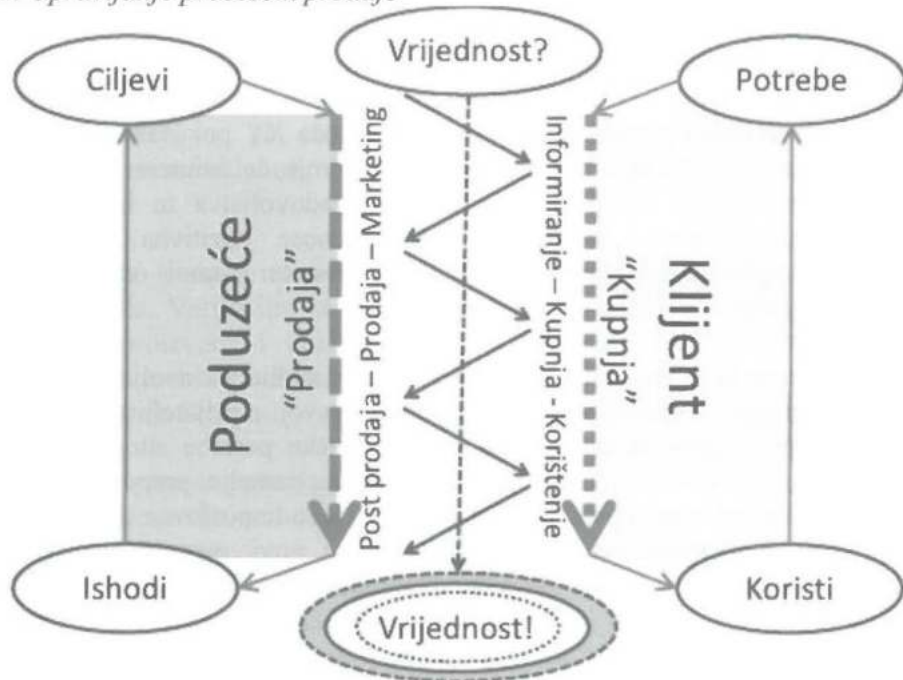 Vrijednost?
Ciljevi
Potrebe
Poduzeće
"Prodaja"
Post prodaja – Prodaja – Marketing
Informiranje – Kupnja - Korištenje
"Kupnja"
Klijent
Ishodi
Koristi
Vrijednost!